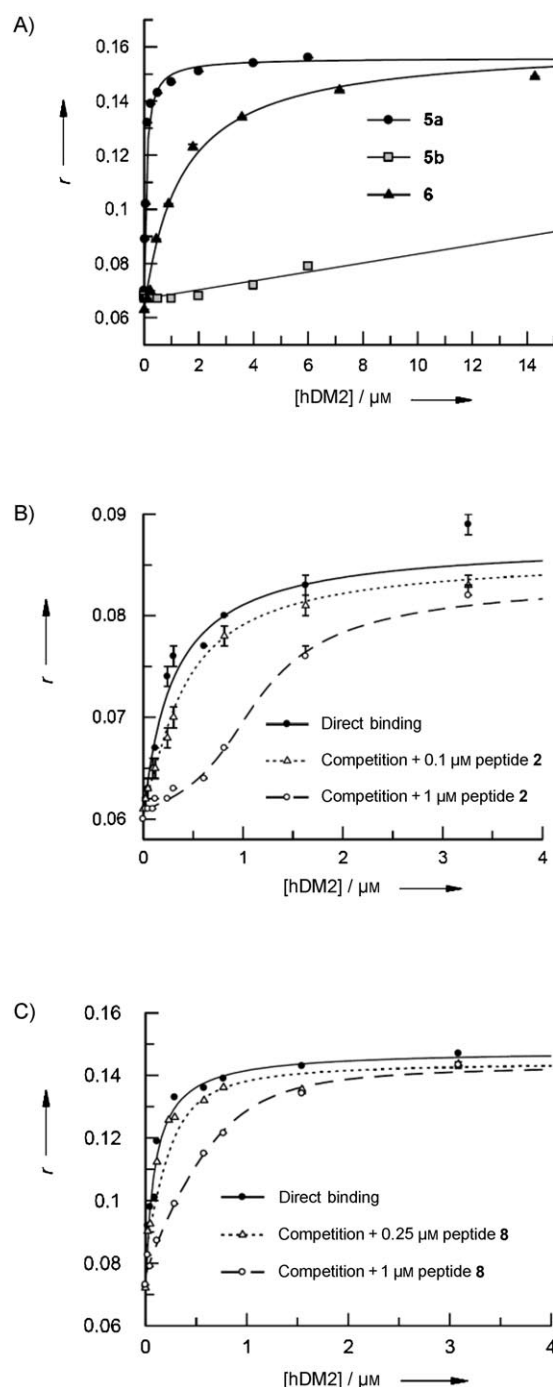 A)
0.16
0.14
0.12
0.1
0.08
0.06
r
5a
5b
6
0 2 4 6 8 10 12 14
[hDM2] / μM
B)
0.09
0.08
0.07
0.06
r
Direct binding
Competition + 0.1 μM peptide 2
Competition + 1 μM peptide 2
0 1 2 3 4
[hDM2] / μM
C)
0.16
0.14
0.12
0.1
0.08
0.06
r
Direct binding
Competition + 0.25 μM peptide 8
Competition + 1 μM peptide 8
0 1 2 3 4
[hDM2] / μM